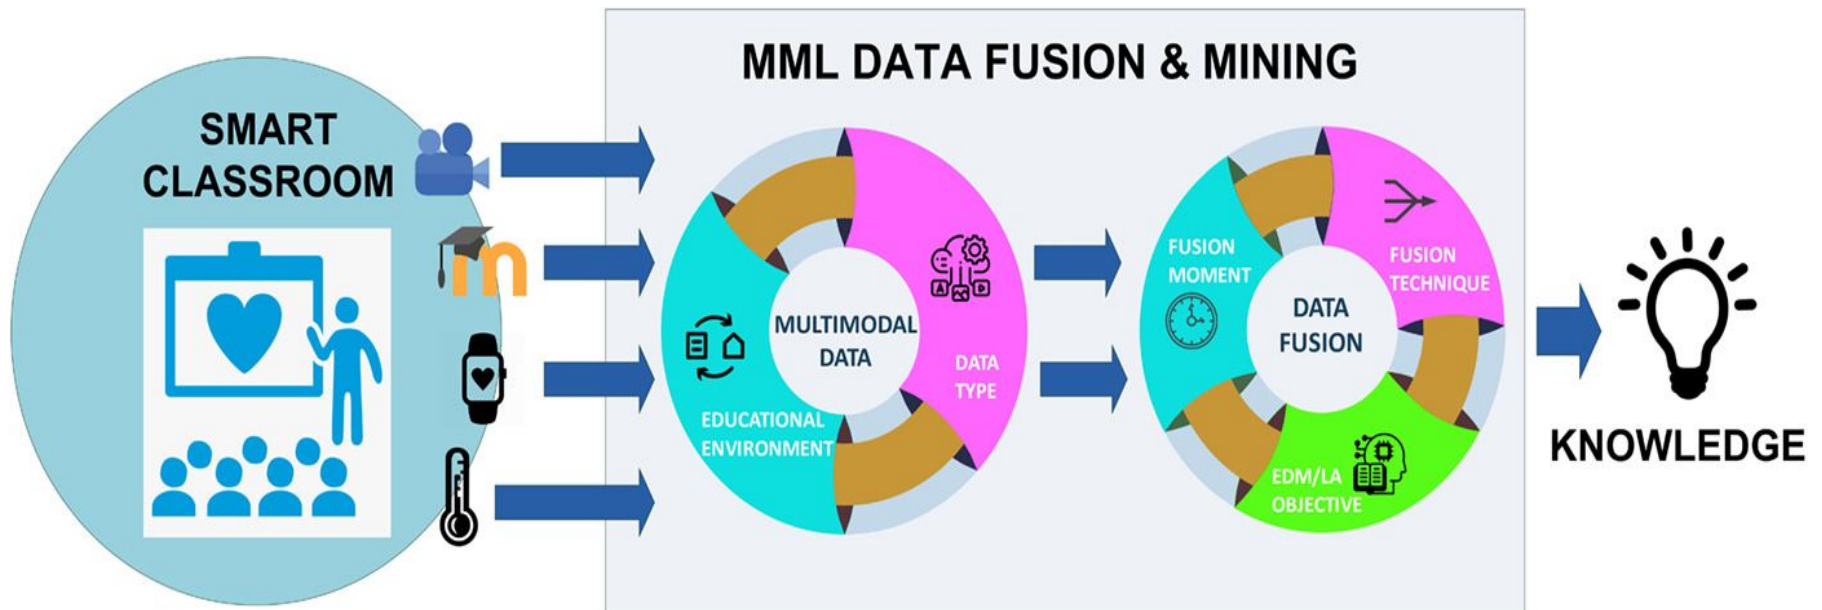 SMART
CLASSROOM
m
MML DATA FUSION & MINING
MULTIMODAL
DATA
DATA
TYPE
EDUCATIONAL
ENVIRONMENT
A
FUSION
MOMENT
FUSION
TECHNIQUE
DATA
FUSION
EDM/LA
OBJECTIVE
KNOWLEDGE